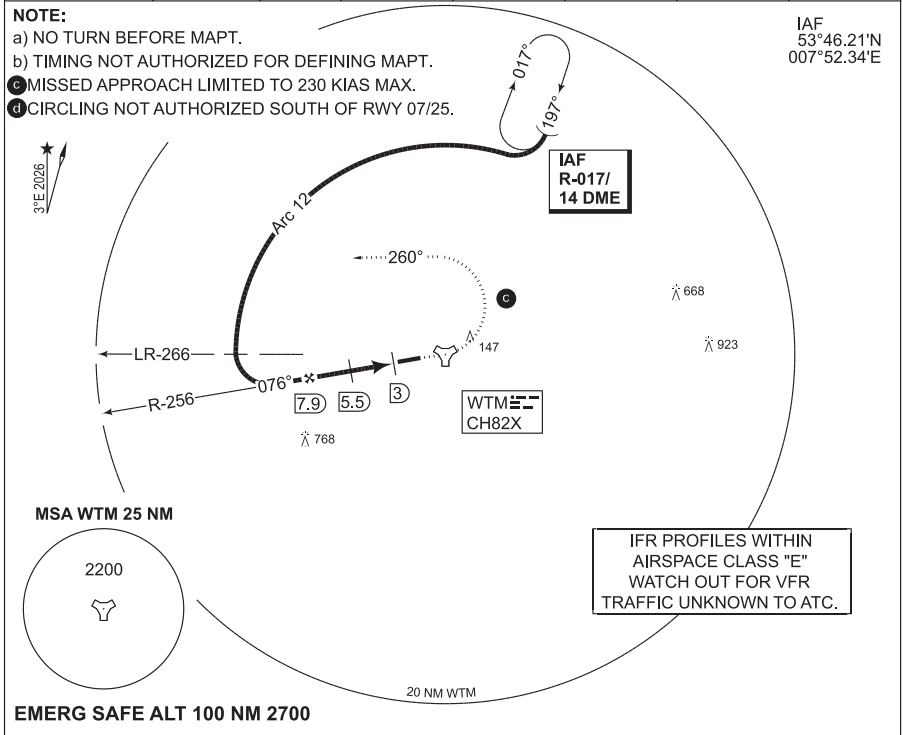 NOTE:
a) NO TURN BEFORE MAPT.
b) TIMING NOT AUTHORIZED FOR DEFINING MAPT.
c MISSED APPROACH LIMITED TO 230 KIAS MAX.
d CIRCLING NOT AUTHORIZED SOUTH OF RWY 07/25.
IAF
53°46.21'N
007°52.34'E
3°E 2026
017°
(197°
IAF
R-017/
14 DME
Arc 12
260°
c
668
923
147
LR-266
R-256
076°
7.9
5.5
3
WTM
CH82X
768
MSA WTM 25 NM
2200
IFR PROFILES WITHIN
AIRSPACE CLASS "E"
WATCH OUT FOR VFR
TRAFFIC UNKNOWN TO ATC.
20 NM WTM
EMERG SAFE ALT 100 NM 2700